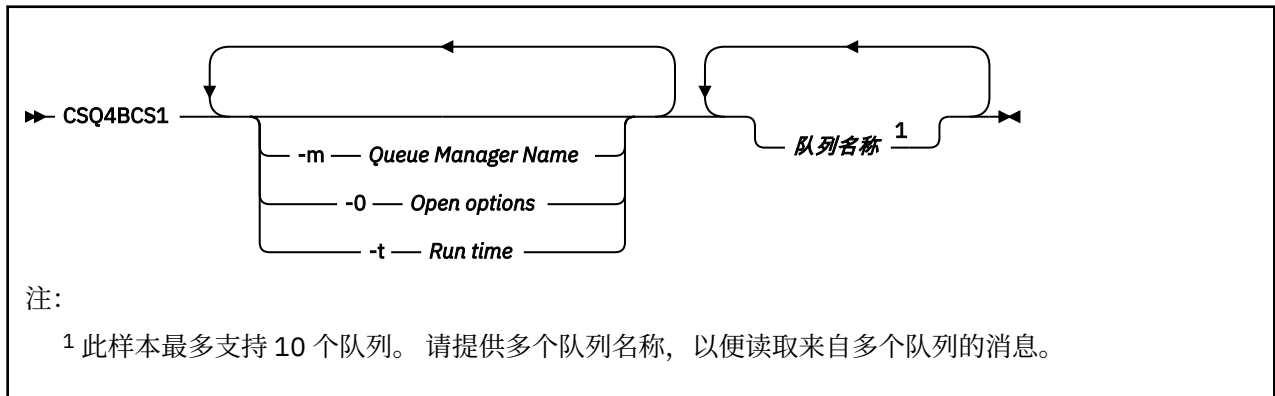 CSQ4BCS1
-m Queue Manager Name
-O Open options
-t Run time
队列名称 1
注：
1 此样本最多支持 10 个队列。 请提供多个队列名称，以便读取来自多个队列的消息。